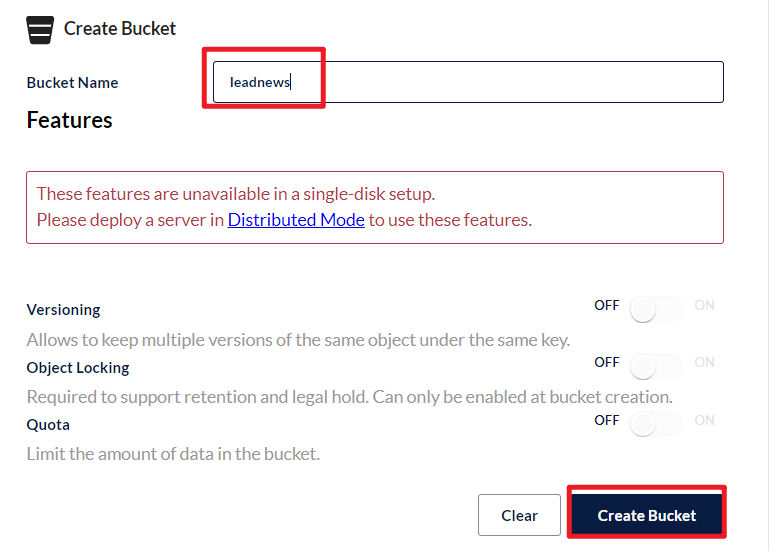 Create Bucket
Bucket Name
leadnews
Features
These features are unavailable in a single-disk setup.
Please deploy a server in Distributed Mode to use these features.
Versioning
OFF ON
Allows to keep multiple versions of the same object under the same key.
Object Locking
OFF ON
Required to support retention and legal hold. Can only be enabled at bucket creation.
Quota
OFF ON
Limit the amount of data in the bucket.
Clear
Create Bucket